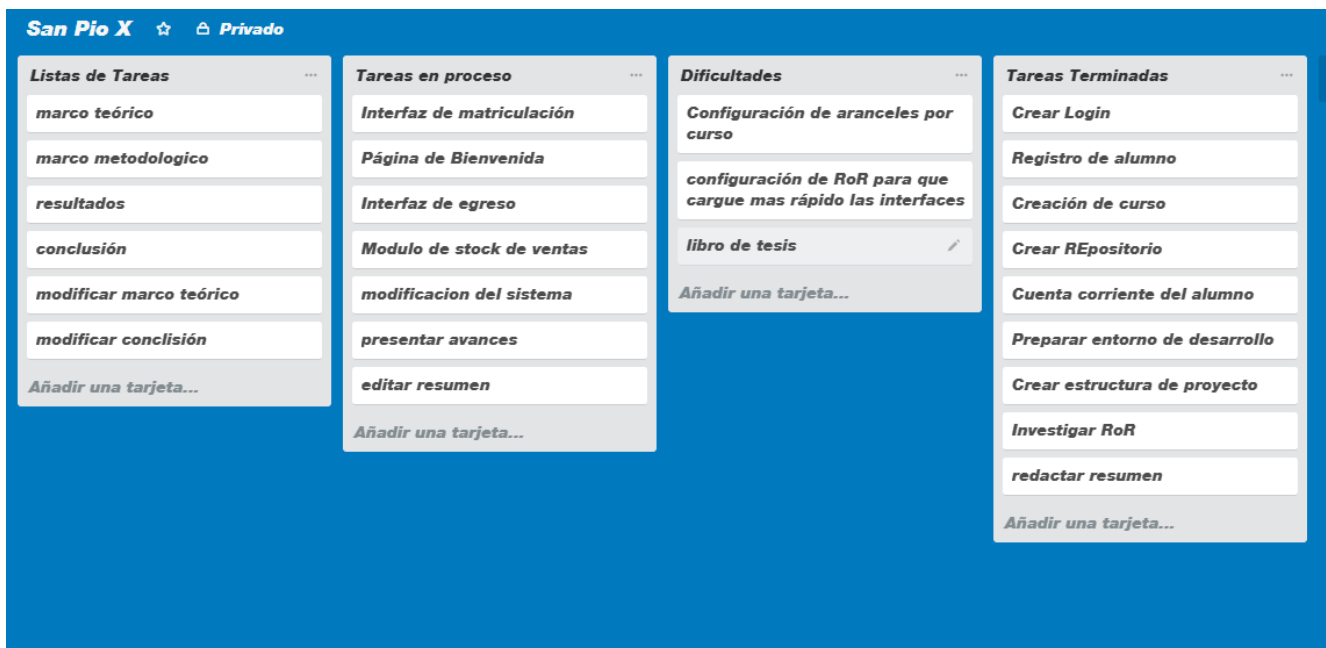 San Pio X Privado
Listas de Tareas
marco teórico
marco metodologico
resultados
conclusión
modificar marco teórico
modificar conclisión
Añadir una tarjeta...
Tareas en proceso
Interfaz de matriculación
Página de Bienvenida
Interfaz de egreso
Modulo de stock de ventas
modificacion del sistema
presentar avances
editar resumen
Añadir una tarjeta...
Dificultades
Configuración de aranceles por
curso
configuración de RoR para que
cargue mas rápido las interfaces
libro de tesis
Añadir una tarjeta...
Tareas Terminadas
Crear Login
Registro de alumno
Creación de curso
Crear REpositorio
Cuenta corriente del alumno
Preparar entorno de desarrollo
Crear estructura de proyecto
Investigar RoR
redactar resumen
Añadir una tarjeta...